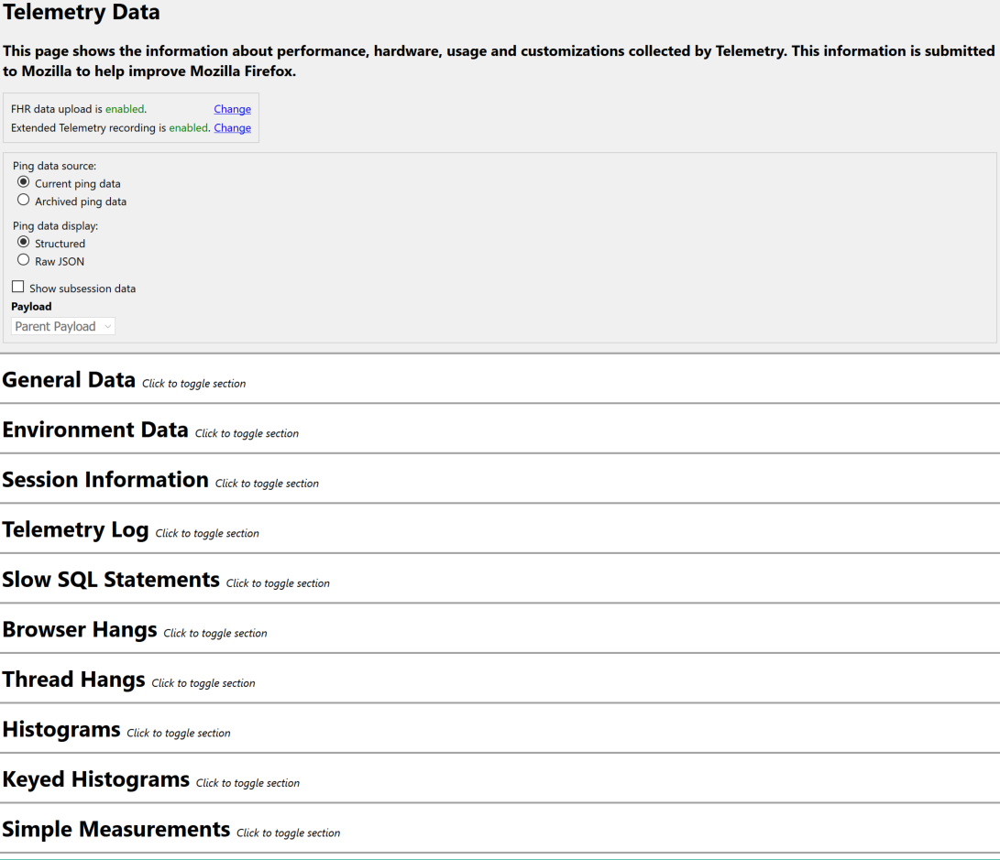 Telemetry Data
This page shows the information about performance, hardware, usage and customizations collected by Telemetry. This information is submitted
to Mozilla to help improve Mozilla Firefox.
FHR data upload is enabled. Change
Extended Telemetry recording is enabled. Change
Ping data source:
Current ping data
Archived ping data
Ping data display:
Structured
Raw JSON
Show subsession data
Payload
Parent Payload
General Data Click to toggle section
Environment Data Click to toggle section
Session Information Click to toggle section
Telemetry Log Click to toggle section
Slow SQL Statements Click to toggle section
Browser Hangs Click to toggle section
Thread Hangs Click to toggle section
Histograms Click to toggle section
Keyed Histograms Click to toggle section
Simple Measurements Click to toggle section